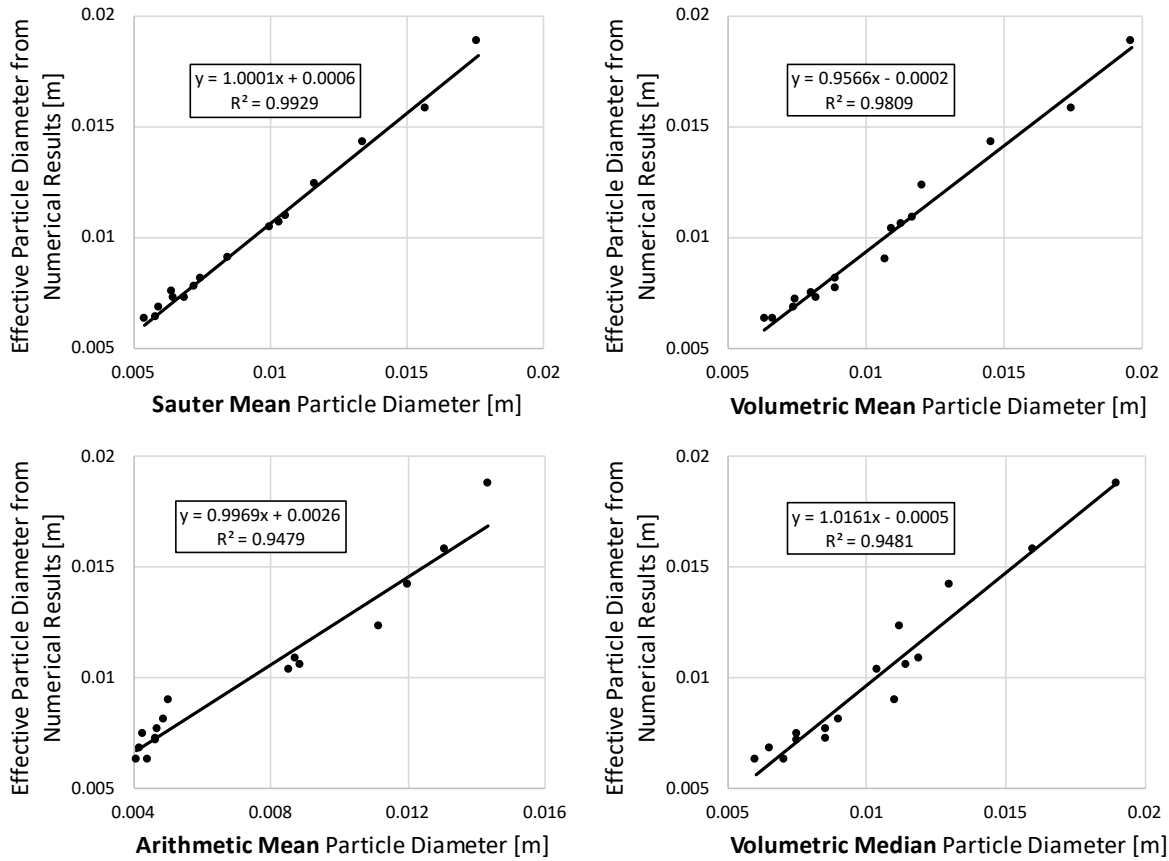 Effective Particle Diameter from
Numerical Results [m]
0.02
0.015
0.01
0.005
y = 1.0001x + 0.0006
R² = 0.9929
0.005 0.01 0.015 0.02
Sauter Mean Particle Diameter [m]
Effective Particle Diameter from
Numerical Results [m]
0.02
0.015
0.01
0.005
y = 0.9566x - 0.0002
R² = 0.9809
0.005 0.01 0.015 0.02
Volumetric Mean Particle Diameter [m]
Effective Particle Diameter from
Numerical Results [m]
0.02
0.015
0.01
0.005
y = 0.9969x + 0.0026
R² = 0.9479
0.004 0.008 0.012 0.016
Arithmetic Mean Particle Diameter [m]
Effective Particle Diameter from
Numerical Results [m]
0.02
0.015
0.01
0.005
y = 1.0161x - 0.0005
R² = 0.9481
0.005 0.01 0.015 0.02
Volumetric Median Particle Diameter [m]